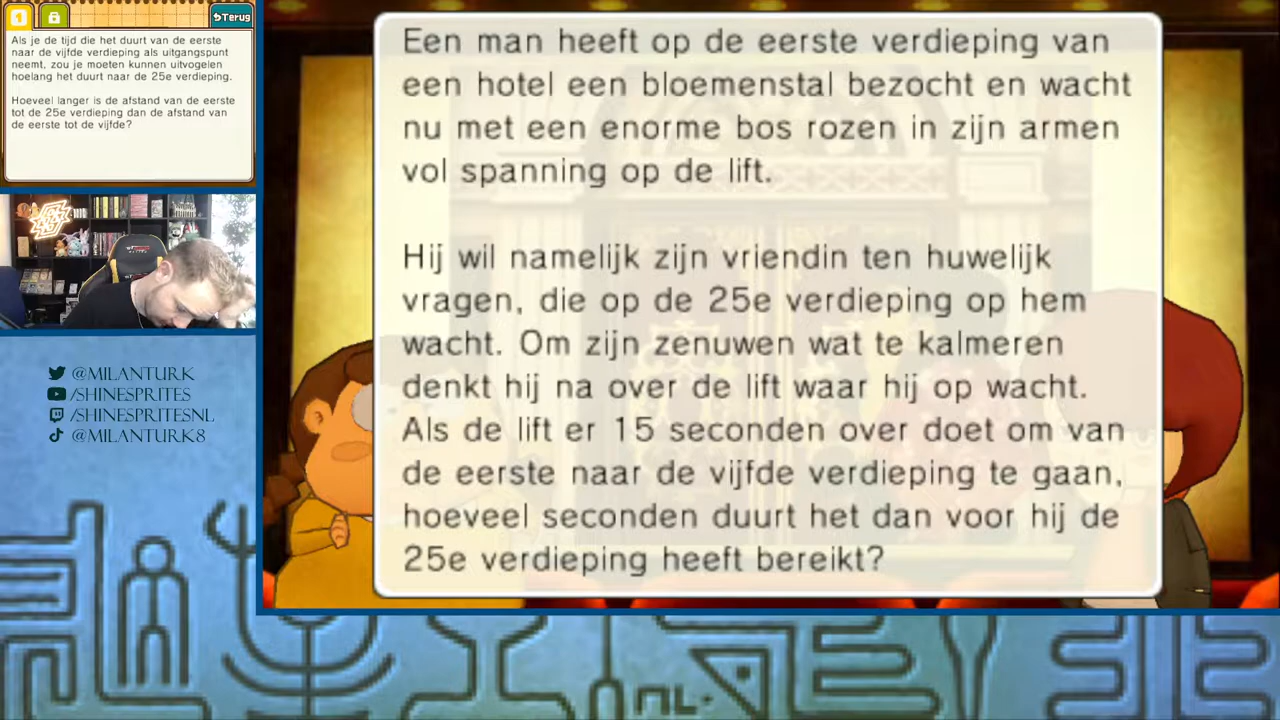 1
Terug
Als je de tijd die het duurt van de eerste
naar de vijfde verdieping als uitgangspunt
neemt, zou je moeten kunnen uitvogelen
hoelang het duurt naar de 25e verdieping.
Hoeveel langer is de afstand van de eerste
tot de 25e verdieping dan de afstand van
de eerste tot de vijfde?
Een man heeft op de eerste verdieping van
een hotel een bloemenstal bezocht en wacht
nu met een enorme bos rozen in zijn armen
vol spanning op de lift.
Hij wil namelijk zijn vriendin ten huwelijk
vragen, die op de 25e verdieping op hem
wacht. Om zijn zenuwen wat te kalmeren
denkt hij na over de lift waar hij op wacht.
Als de lift er 15 seconden over doet om van
de eerste naar de vijfde verdieping te gaan,
hoeveel seconden duurt het dan voor hij de
25e verdieping heeft bereikt?
@MILANTURK
/SHINESPRITES
/SHINESPRITESNL
@MILANTURK8